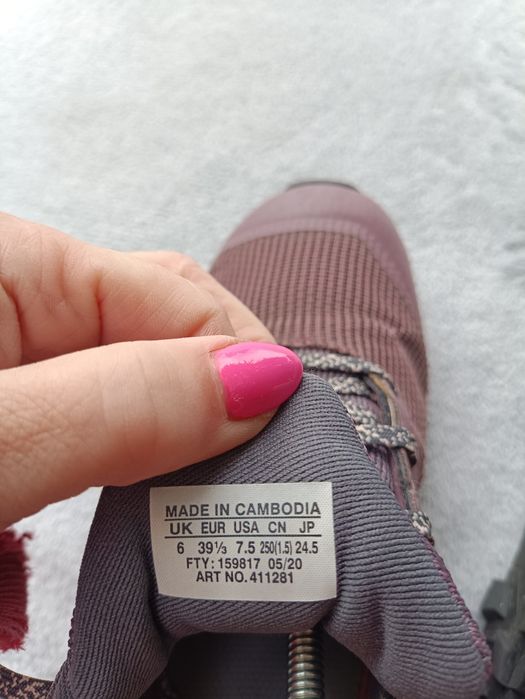 MADE IN CAMBODIA
UK EUR USA CN JP
6 39⅓ 7.5 250(1.5) 24.5
FTY: 159817 05/20
ART NO. 411281